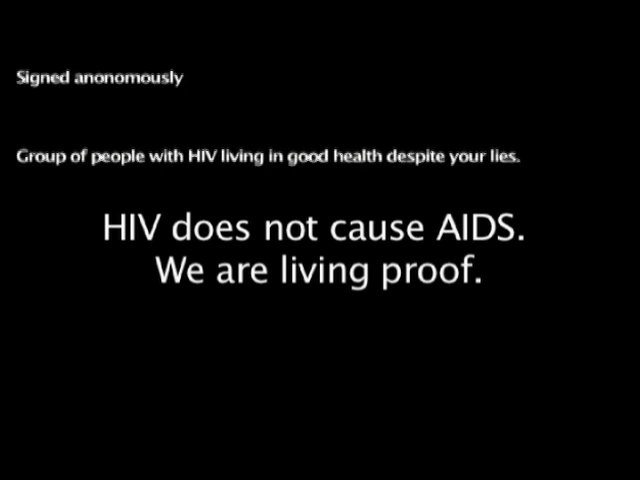 Signed anonomously
Group of people with HIV living in good health despite your lies.
HIV does not cause AIDS.
We are living proof.